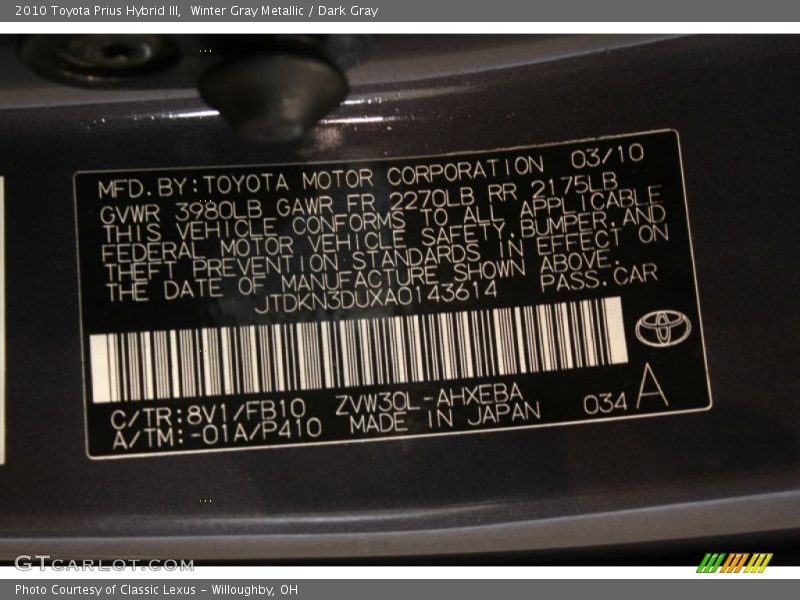 2010 Toyota Prius Hybrid III,  Winter Gray Metallic / Dark Gray
MFD. BY: TOYOTA MOTOR CORPORATION 03/10
GVWR 3980LB GAWR FR 2270LB RR 2175LB
THIS VEHICLE CONFORMS TO ALL APPLICABLE
FEDERAL MOTOR VEHICLE SAFETY, BUMPER, AND
THEFT PREVENTION STANDARDS IN EFFECT ON
THE DATE OF MANUFACTURE SHOWN ABOVE.
JTDKN3DUXA0143614 PASS. CAR
C/TR: 8V1/FB10 ZVW30L-AHXEBA
A/TM: -01A/P410 MADE IN JAPAN 034 A
GTCARLOT.COM
Photo Courtesy of Classic Lexus - Willoughby, OH